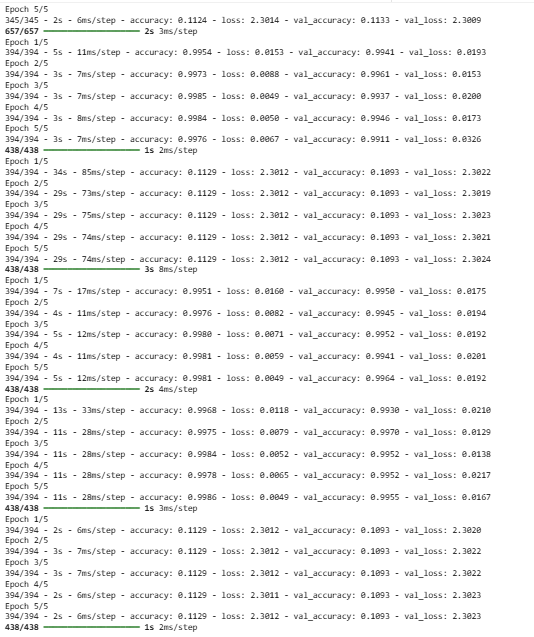 Epoch 5/5
345/345 - 2s - 6ms/step - accuracy: 0.1124 - loss: 2.3014 - val_accuracy: 0.1133 - val_loss: 2.3009
657/657 ━━━━━━━━━━━━━━━━━━━━ 2s 3ms/step
Epoch 1/5
394/394 - 5s - 11ms/step - accuracy: 0.9954 - loss: 0.0153 - val_accuracy: 0.9941 - val_loss: 0.0193
Epoch 2/5
394/394 - 3s - 7ms/step - accuracy: 0.9973 - loss: 0.0088 - val_accuracy: 0.9961 - val_loss: 0.0153
Epoch 3/5
394/394 - 3s - 7ms/step - accuracy: 0.9985 - loss: 0.0049 - val_accuracy: 0.9937 - val_loss: 0.0200
Epoch 4/5
394/394 - 3s - 8ms/step - accuracy: 0.9984 - loss: 0.0050 - val_accuracy: 0.9946 - val_loss: 0.0173
Epoch 5/5
394/394 - 3s - 7ms/step - accuracy: 0.9976 - loss: 0.0067 - val_accuracy: 0.9911 - val_loss: 0.0326
438/438 ━━━━━━━━━━━━━━━━━━━━ 1s 2ms/step
Epoch 1/5
394/394 - 34s - 85ms/step - accuracy: 0.1129 - loss: 2.3012 - val_accuracy: 0.1093 - val_loss: 2.3022
Epoch 2/5
394/394 - 29s - 73ms/step - accuracy: 0.1129 - loss: 2.3012 - val_accuracy: 0.1093 - val_loss: 2.3019
Epoch 3/5
394/394 - 29s - 75ms/step - accuracy: 0.1129 - loss: 2.3012 - val_accuracy: 0.1093 - val_loss: 2.3023
Epoch 4/5
394/394 - 29s - 74ms/step - accuracy: 0.1129 - loss: 2.3012 - val_accuracy: 0.1093 - val_loss: 2.3021
Epoch 5/5
394/394 - 29s - 74ms/step - accuracy: 0.1129 - loss: 2.3012 - val_accuracy: 0.1093 - val_loss: 2.3024
438/438 ━━━━━━━━━━━━━━━━━━━━ 3s 8ms/step
Epoch 1/5
394/394 - 7s - 17ms/step - accuracy: 0.9951 - loss: 0.0160 - val_accuracy: 0.9950 - val_loss: 0.0175
Epoch 2/5
394/394 - 4s - 11ms/step - accuracy: 0.9976 - loss: 0.0082 - val_accuracy: 0.9945 - val_loss: 0.0194
Epoch 3/5
394/394 - 5s - 12ms/step - accuracy: 0.9980 - loss: 0.0071 - val_accuracy: 0.9952 - val_loss: 0.0192
Epoch 4/5
394/394 - 4s - 11ms/step - accuracy: 0.9981 - loss: 0.0059 - val_accuracy: 0.9941 - val_loss: 0.0201
Epoch 5/5
394/394 - 5s - 12ms/step - accuracy: 0.9981 - loss: 0.0049 - val_accuracy: 0.9964 - val_loss: 0.0192
438/438 ━━━━━━━━━━━━━━━━━━━━ 2s 4ms/step
Epoch 1/5
394/394 - 13s - 33ms/step - accuracy: 0.9968 - loss: 0.0118 - val_accuracy: 0.9930 - val_loss: 0.0210
Epoch 2/5
394/394 - 11s - 28ms/step - accuracy: 0.9975 - loss: 0.0079 - val_accuracy: 0.9970 - val_loss: 0.0129
Epoch 3/5
394/394 - 11s - 28ms/step - accuracy: 0.9984 - loss: 0.0052 - val_accuracy: 0.9952 - val_loss: 0.0138
Epoch 4/5
394/394 - 11s - 28ms/step - accuracy: 0.9978 - loss: 0.0065 - val_accuracy: 0.9952 - val_loss: 0.0217
Epoch 5/5
394/394 - 11s - 28ms/step - accuracy: 0.9986 - loss: 0.0049 - val_accuracy: 0.9955 - val_loss: 0.0167
438/438 ━━━━━━━━━━━━━━━━━━━━ 1s 3ms/step
Epoch 1/5
394/394 - 2s - 6ms/step - accuracy: 0.1129 - loss: 2.3012 - val_accuracy: 0.1093 - val_loss: 2.3020
Epoch 2/5
394/394 - 3s - 7ms/step - accuracy: 0.1129 - loss: 2.3012 - val_accuracy: 0.1093 - val_loss: 2.3022
Epoch 3/5
394/394 - 3s - 7ms/step - accuracy: 0.1129 - loss: 2.3012 - val_accuracy: 0.1093 - val_loss: 2.3022
Epoch 4/5
394/394 - 2s - 6ms/step - accuracy: 0.1129 - loss: 2.3011 - val_accuracy: 0.1093 - val_loss: 2.3023
Epoch 5/5
394/394 - 2s - 6ms/step - accuracy: 0.1129 - loss: 2.3012 - val_accuracy: 0.1093 - val_loss: 2.3023
438/438 ━━━━━━━━━━━━━━━━━━━━ 1s 2ms/step